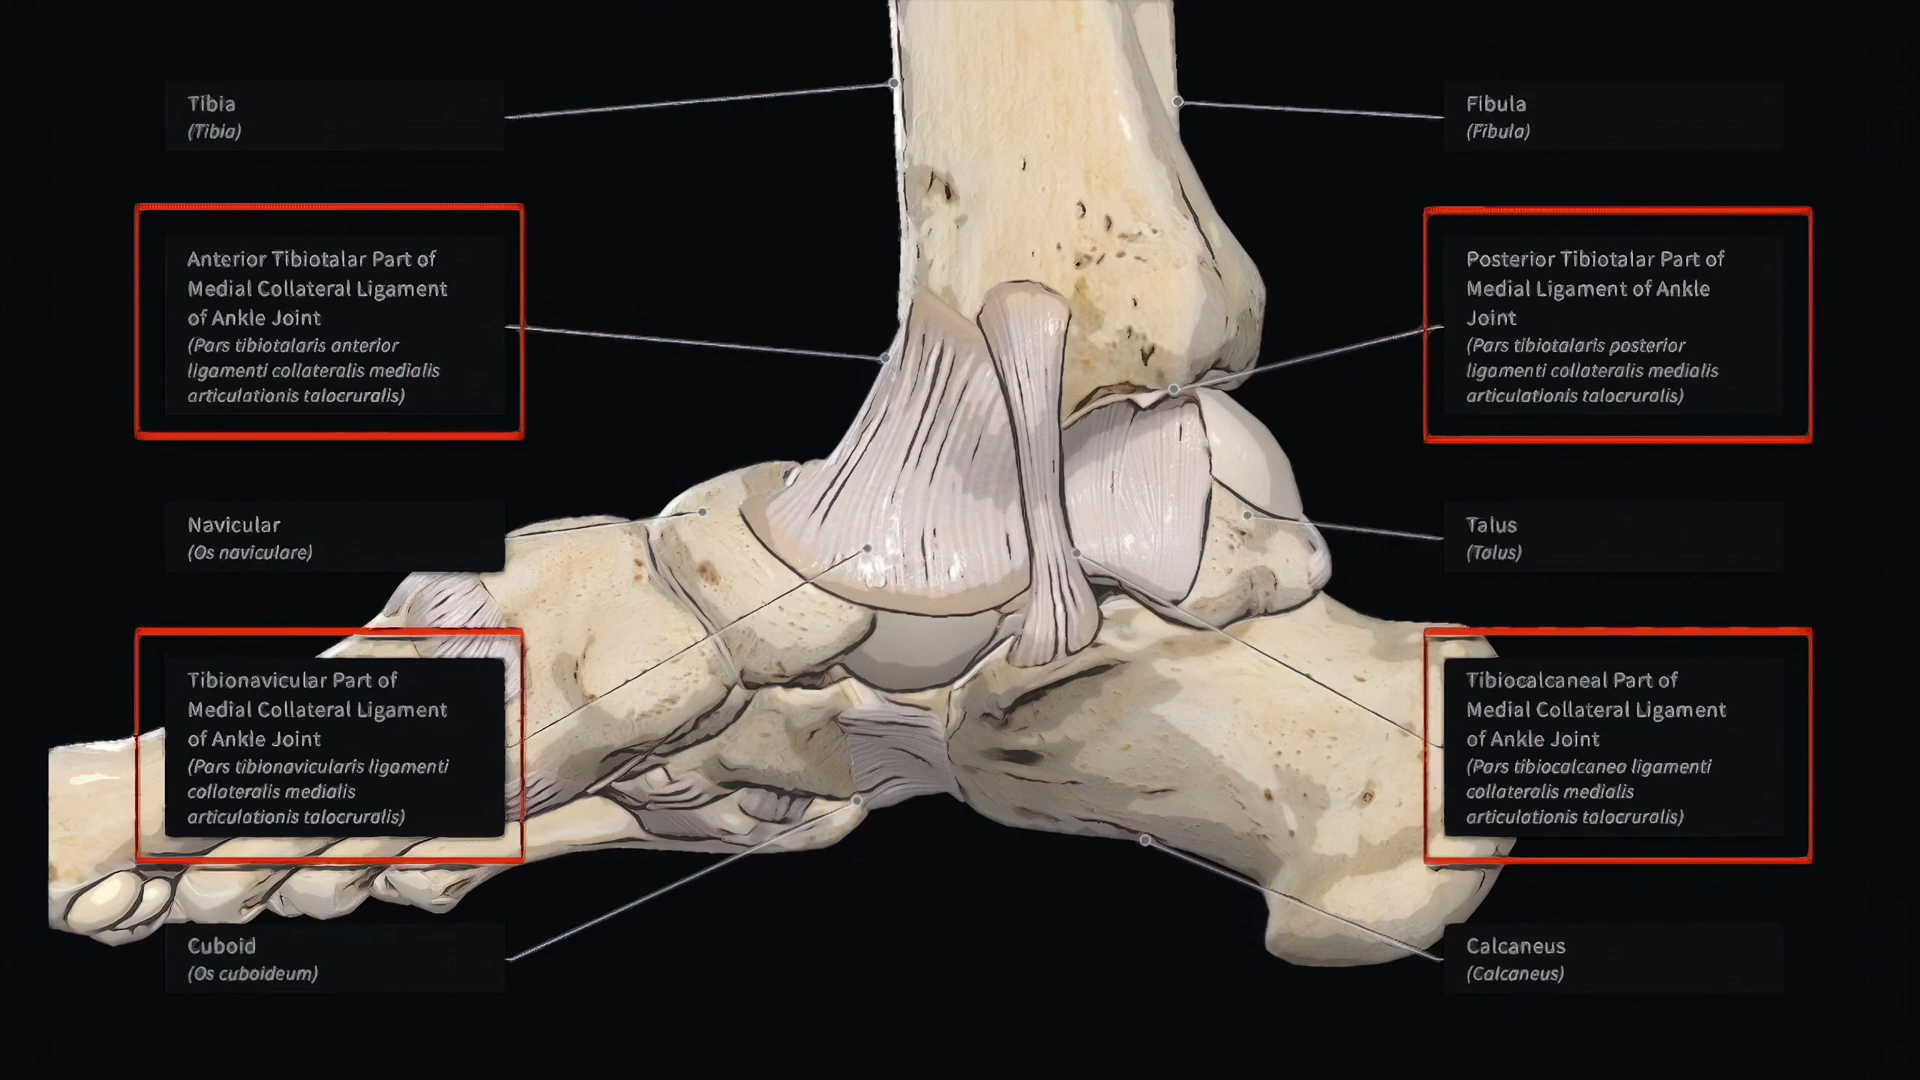 Tibia
(Tibia)
Fibula
(Fibula)
Anterior Tibiotalar Part of
Medial Collateral Ligament
of Ankle Joint
(Pars tibiotalaris anterior
ligamenti collateralis medialis
articulationis talocruralis)
Posterior Tibiotalar Part of
Medial Ligament of Ankle
Joint
(Pars tibiotalaris posterior
ligamenti collateralis medialis
articulationis talocruralis)
Navicular
(Os naviculare)
Talus
(Talus)
Tibionavicular Part of
Medial Collateral Ligament
of Ankle Joint
(Pars tibionavicularis ligamenti
collateralis medialis
articulationis talocruralis)
Tibiocalcaneal Part of
Medial Collateral Ligament
of Ankle Joint
(Pars tibiocalcanea ligamenti
collateralis medialis
articulationis talocruralis)
Cuboid
(Os cuboideum)
Calcaneus
(Calcaneus)